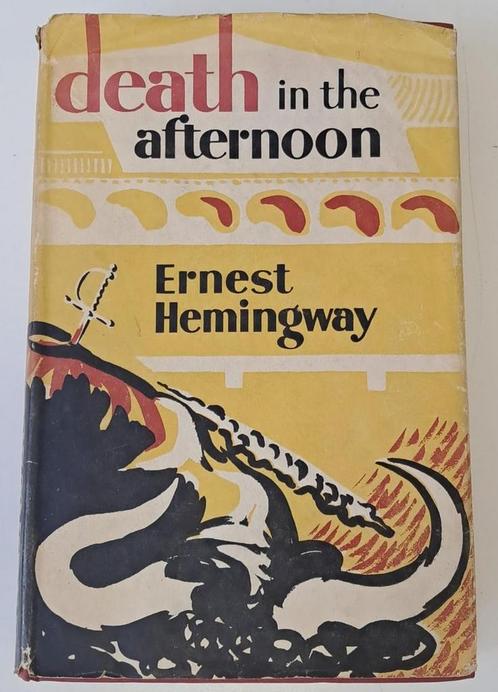 death in the
afternoon
Ernest
Hemingway